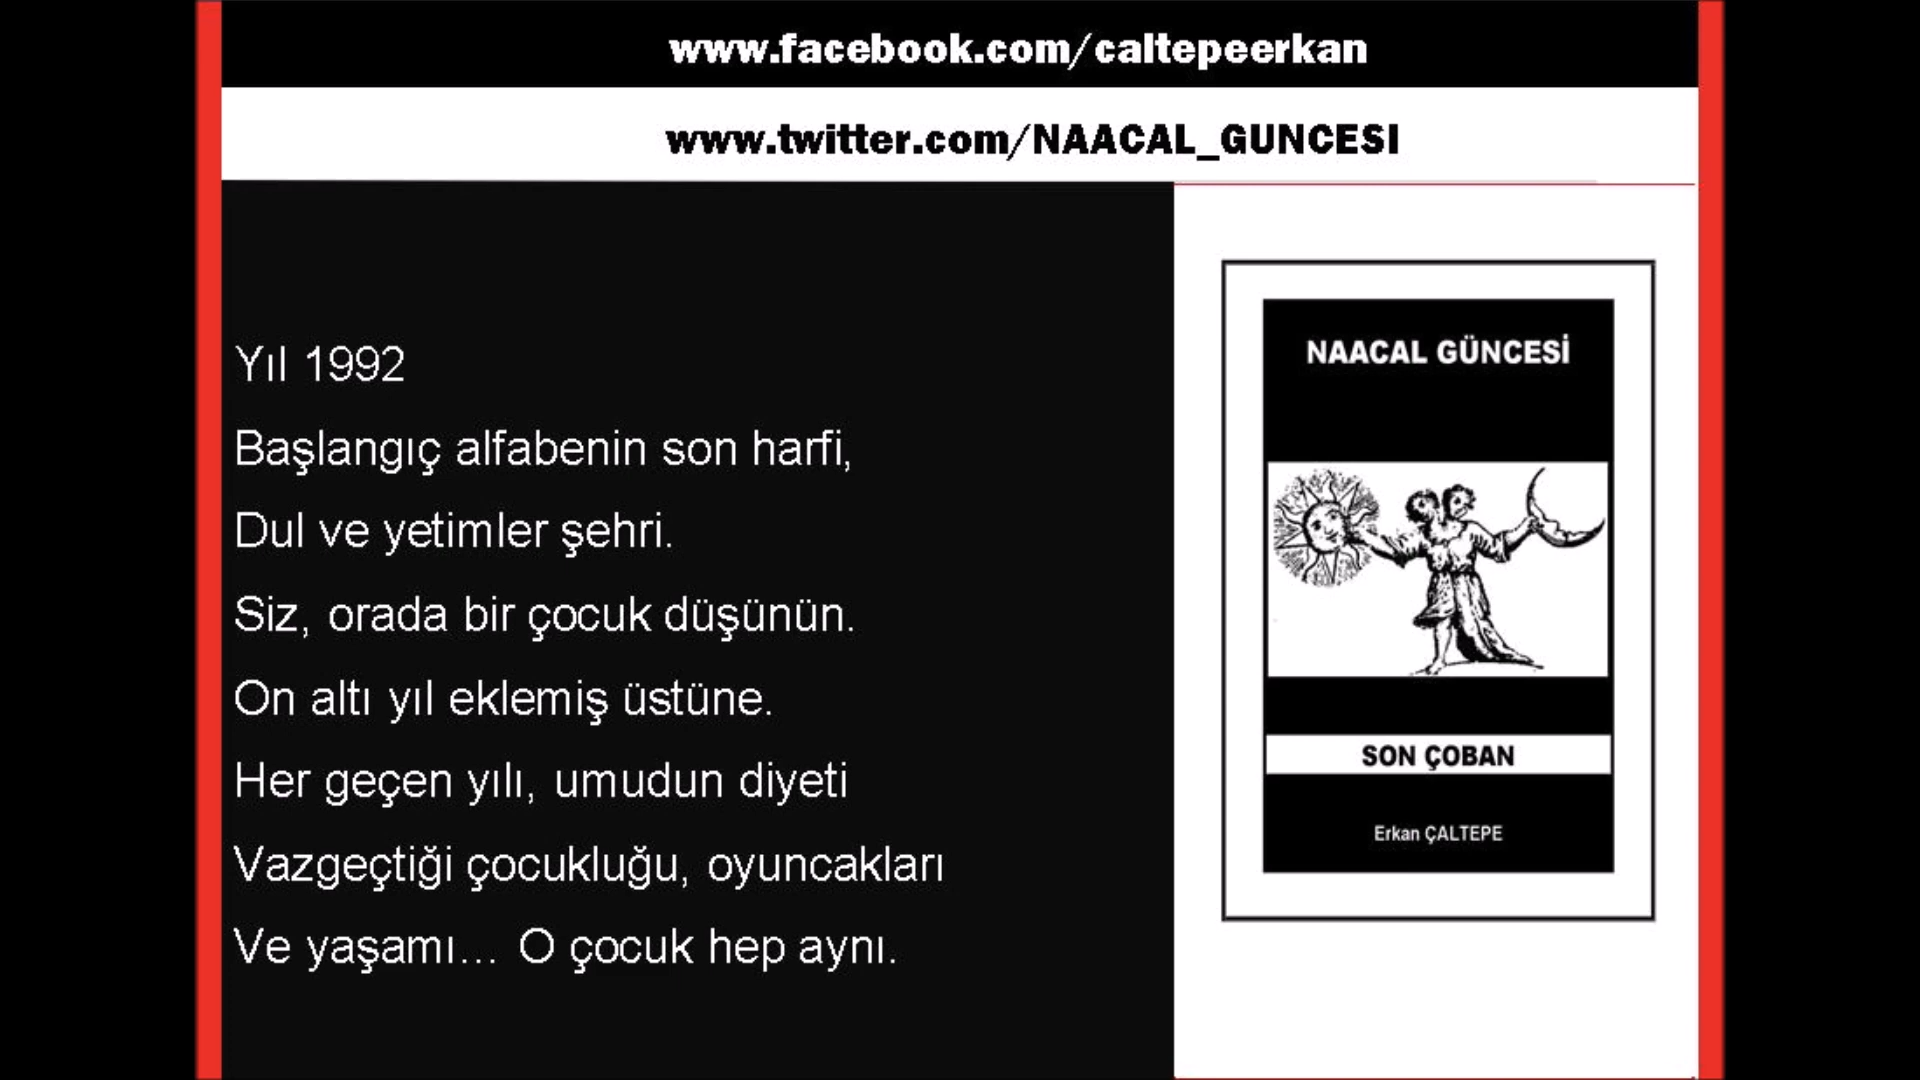 www.facebook.com/caltepeerkan
www.twitter.com/NAACAL_GUNCESI
Yıl 1992
Başlangıç alfabenin son harfi,
Dul ve yetimler şehri.
Siz, orada bir çocuk düşünün.
On altı yıl eklemiş üstüne.
Her geçen yılı, umudun diyeti
Vazgeçtiği çocukluğu, oyuncakları
Ve yaşamı... O çocuk hep aynı.
NAACAL GÜNCESİ
SON ÇOBAN
Erkan ÇALTEPE